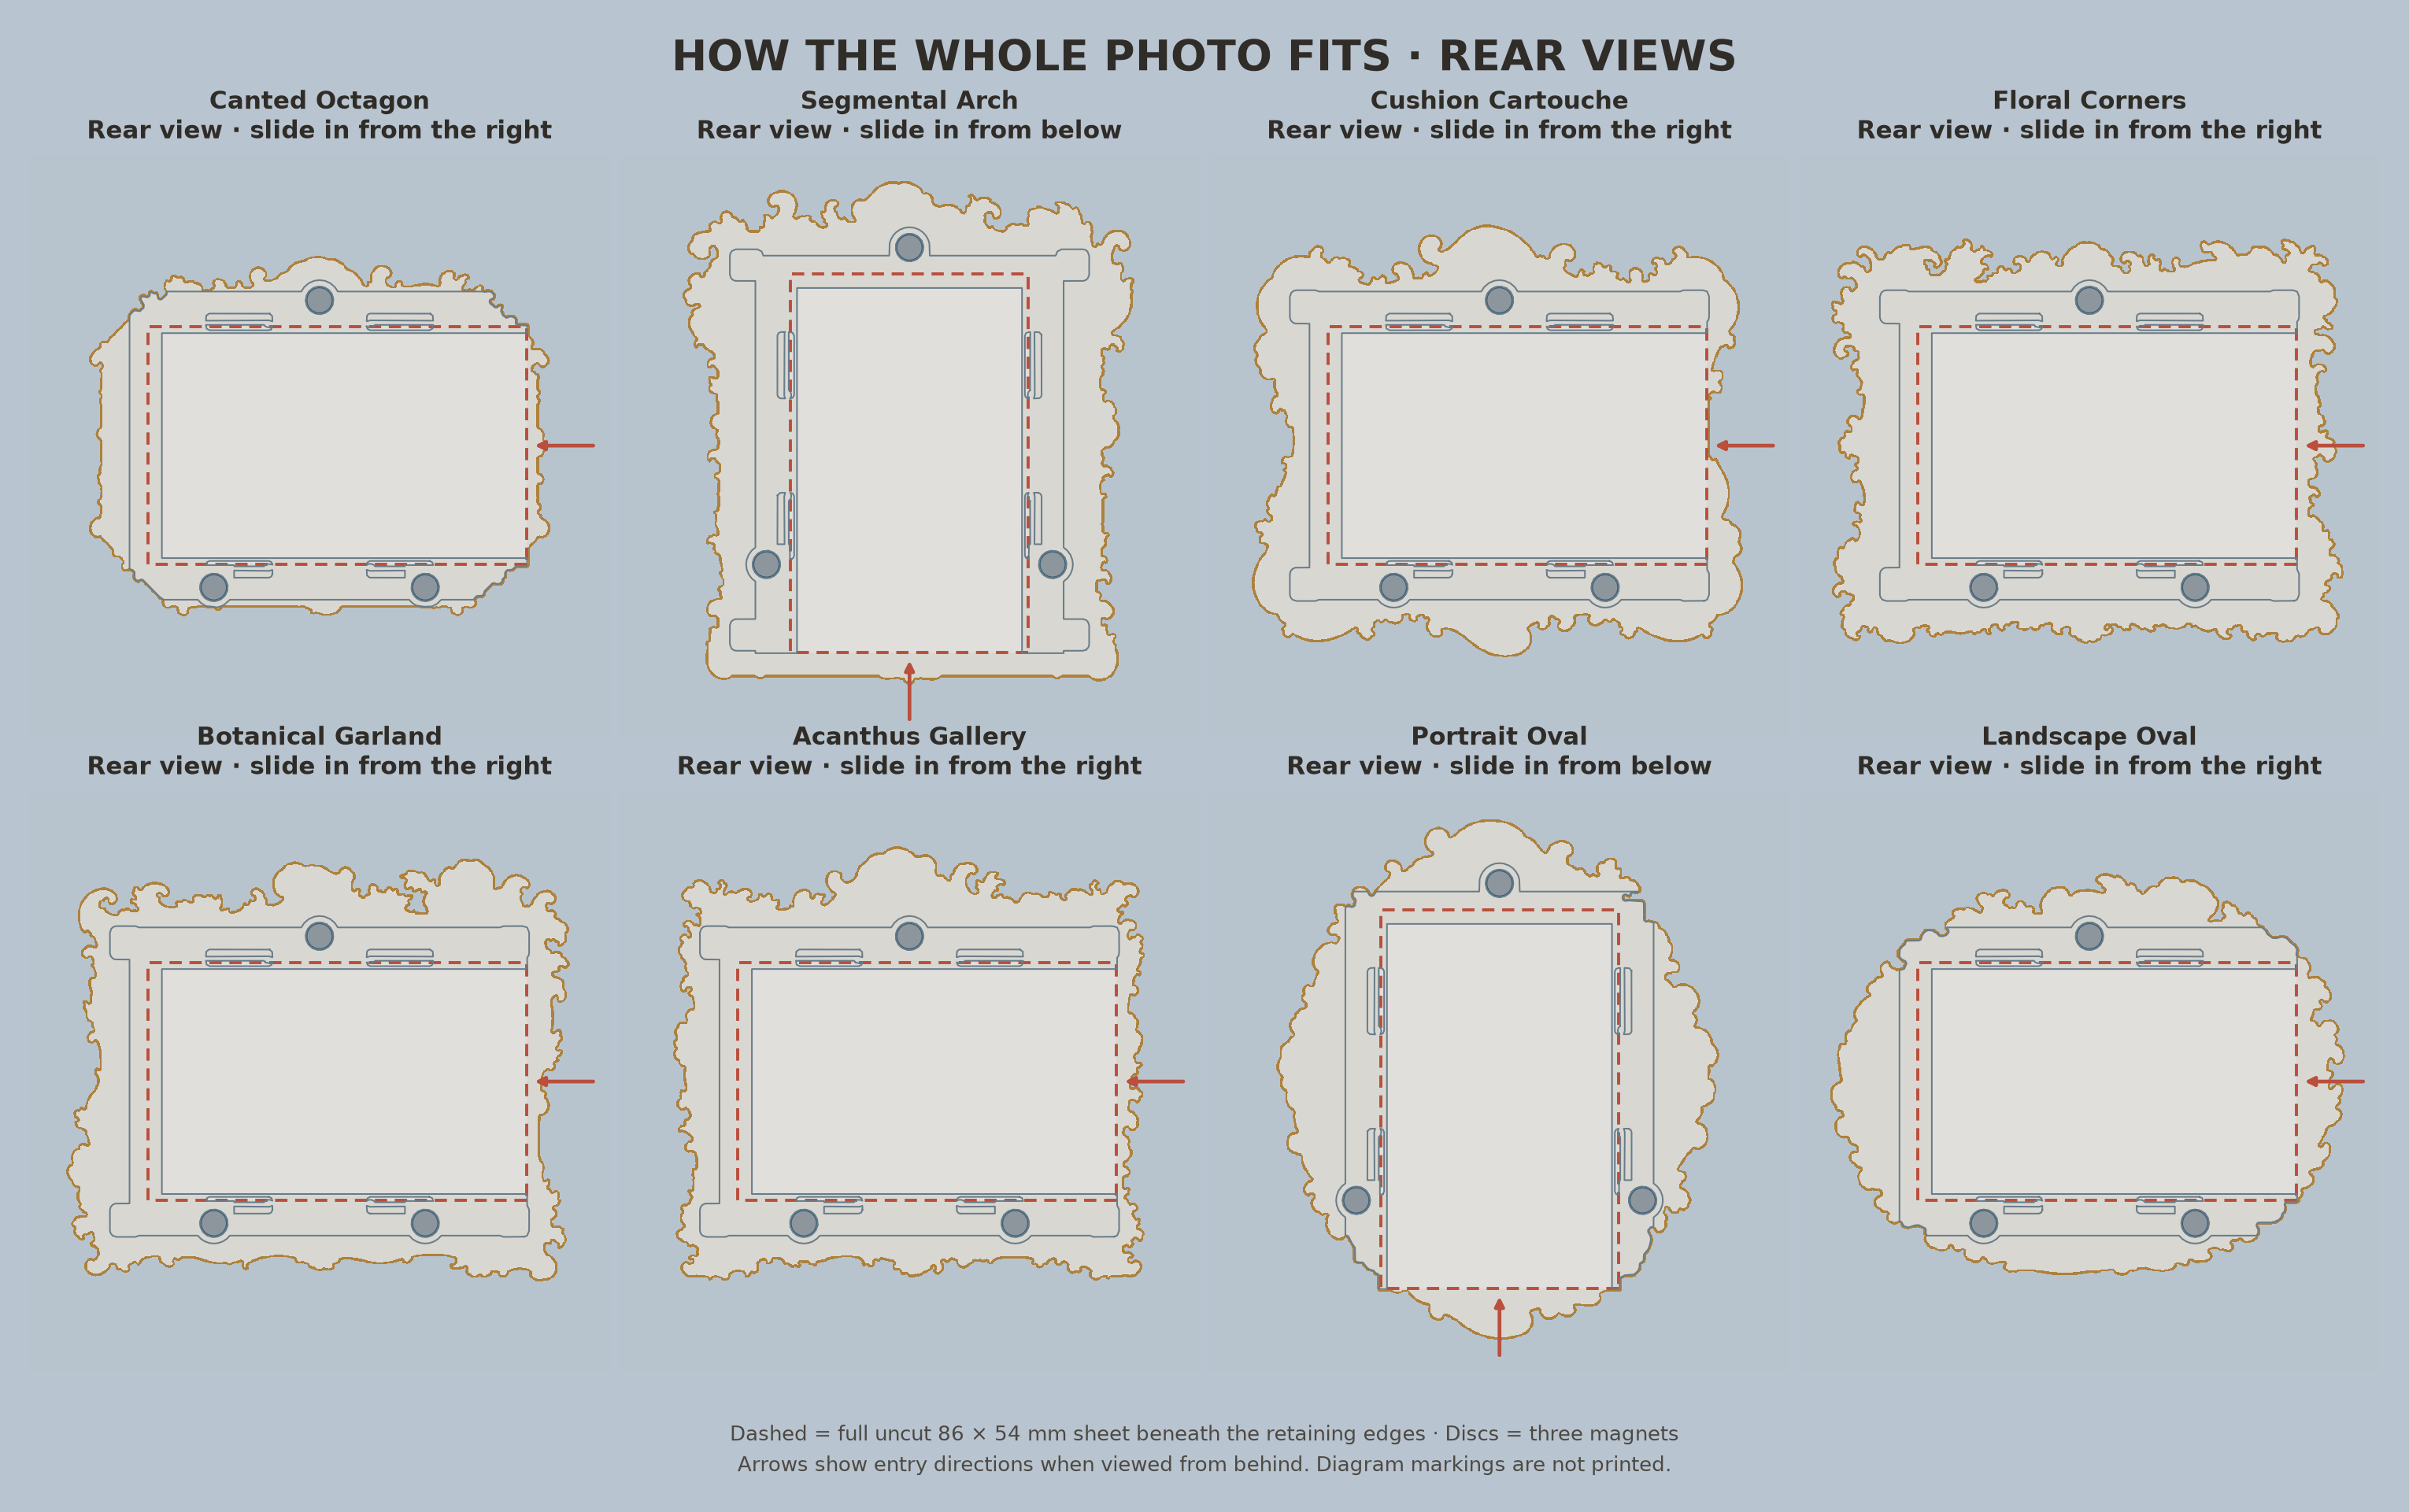 HOW THE WHOLE PHOTO FITS · REAR VIEWS
Canted Octagon
Rear view · slide in from the right
Segmental Arch
Rear view · slide in from below
Cushion Cartouche
Rear view · slide in from the right
Floral Corners
Rear view · slide in from the right
Botanical Garland
Rear view · slide in from the right
Acanthus Gallery
Rear view · slide in from the right
Portrait Oval
Rear view · slide in from below
Landscape Oval
Rear view · slide in from the right
Dashed = full uncut 86 × 54 mm sheet beneath the retaining edges · Discs = three magnets
Arrows show entry directions when viewed from behind. Diagram markings are not printed.